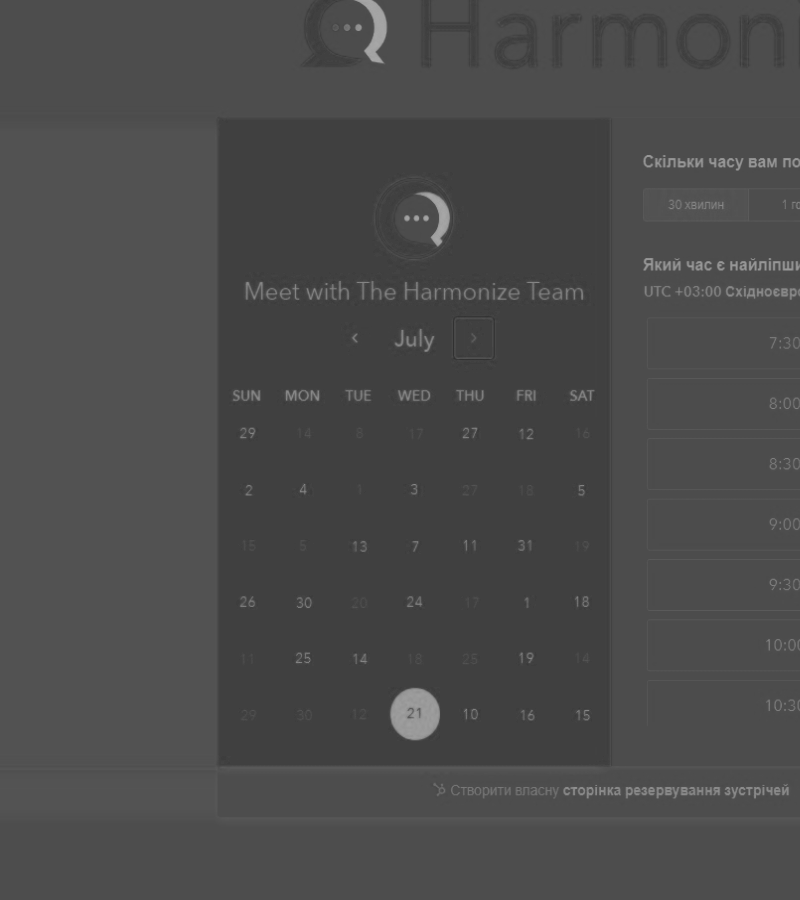 Harmoni
Meet with The Harmonize Team
July
SUN MON TUE WED THU FRI SAT
29 14 8 17 27 12 16
2 4 1 3 27 18 5
15 5 13 7 11 31 19
26 30 20 24 17 1 18
11 25 14 18 25 19 14
29 30 12 21 10 16 15
Скільки часу вам по
30 хвилин 1 го
Який час є найліпши
UTC +03:00 Східноєвро
7:30
8:00
8:30
9:00
9:30
10:00
10:30
Створити власну сторінка резервування зустрічей